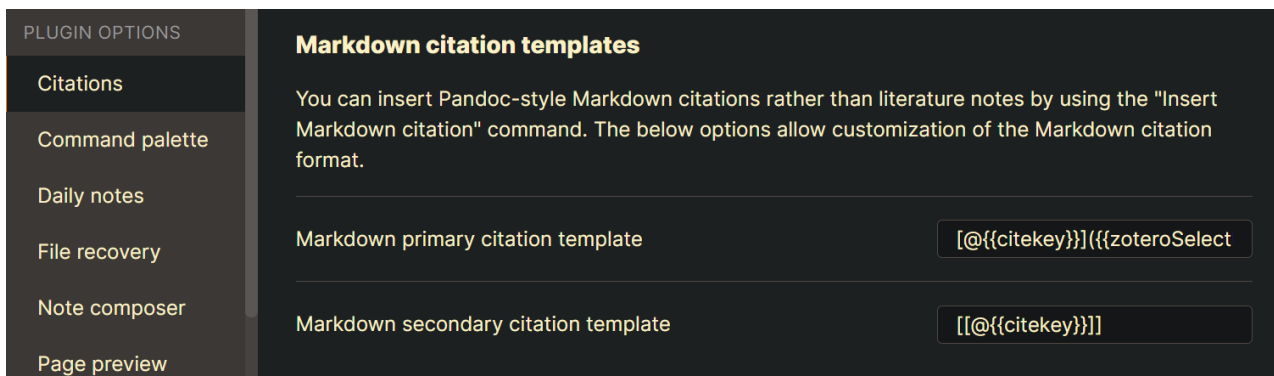 PLUGIN OPTIONS
Citations
Command palette
Daily notes
File recovery
Note composer
Page preview
Markdown citation templates
You can insert Pandoc-style Markdown citations rather than literature notes by using the "Insert
Markdown citation" command. The below options allow customization of the Markdown citation
format.
Markdown primary citation template
[@{{citekey}}]({{zoteroSelect
Markdown secondary citation template
[[@{{citekey}}]]